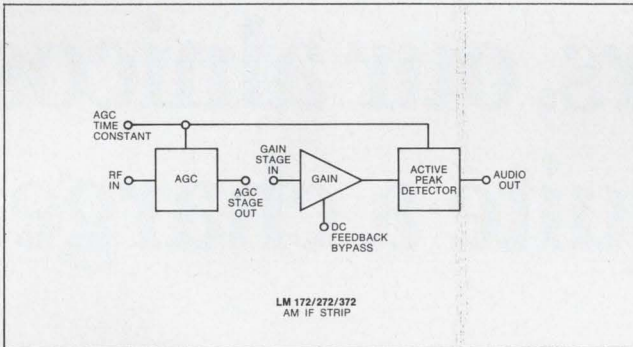 AGC
TIME
CONSTANT
RF
IN
AGC
AGC
STAGE
OUT
GAIN
STAGE
IN
GAIN
DC
FEEDBACK
BYPASS
ACTIVE
PEAK
DETECTOR
AUDIO
OUT
LM 172/272/372
AM IF STRIP